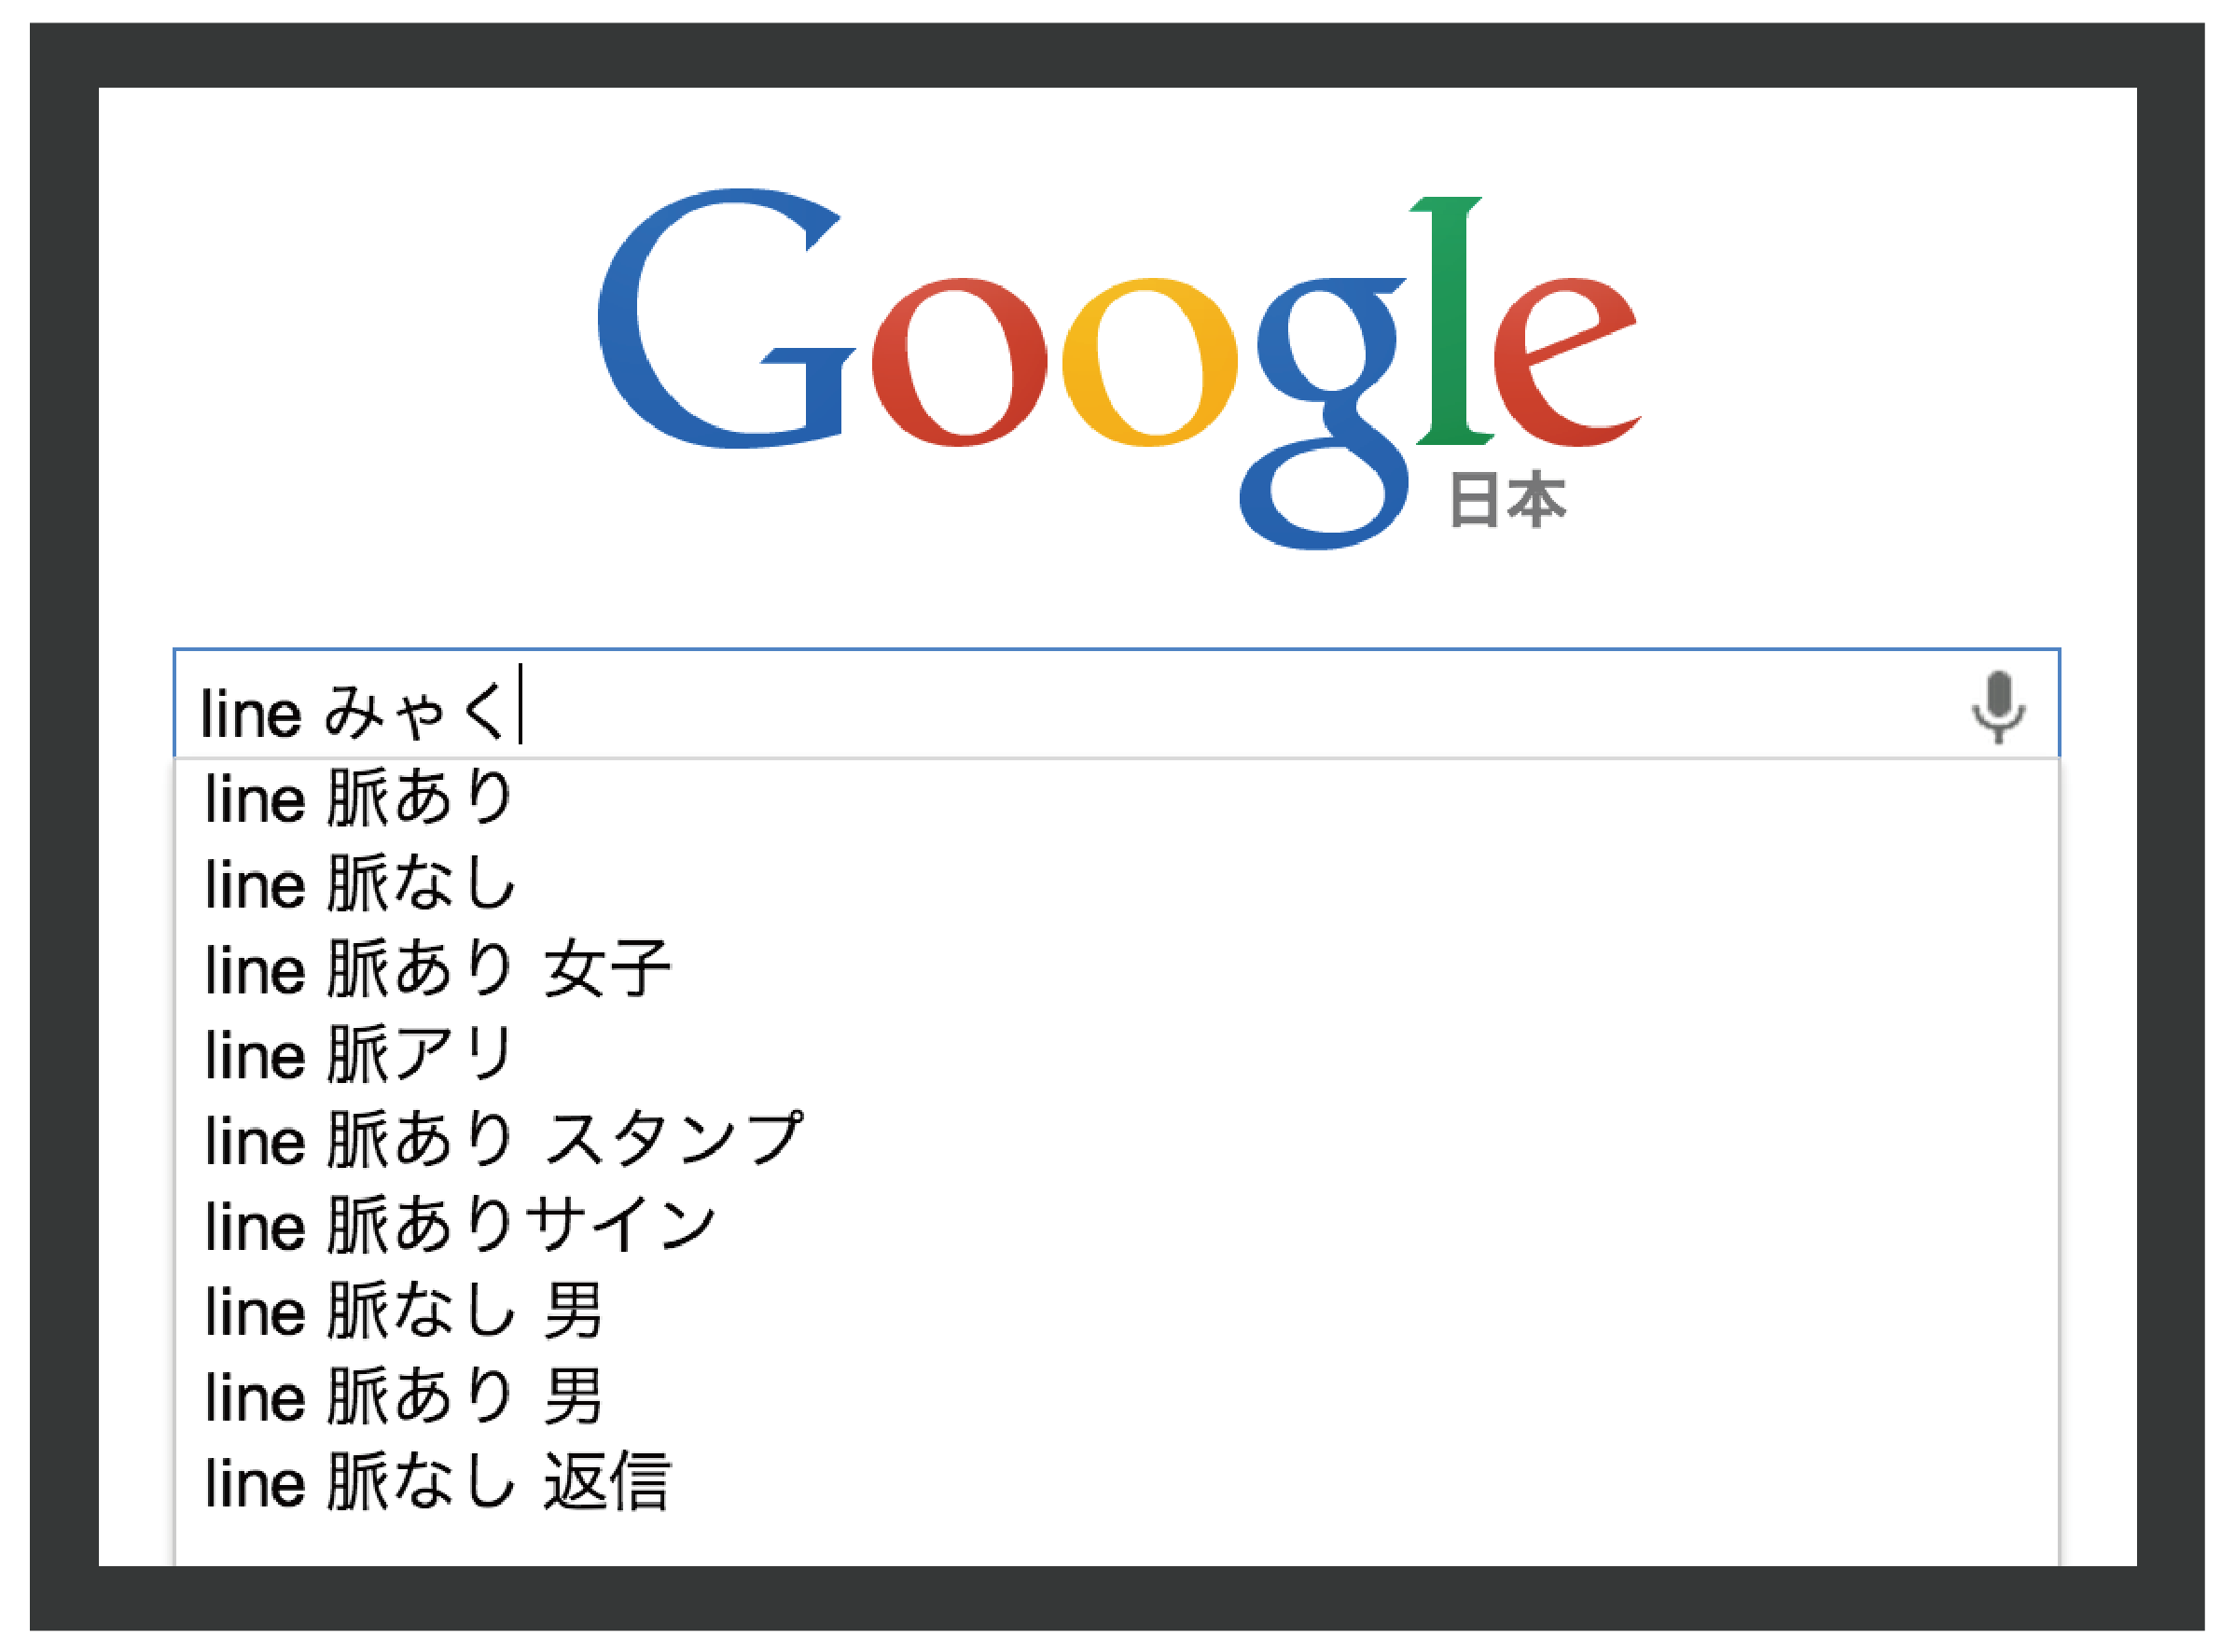 Google
日本
line みゃく
line 脈あり
line 脈なし
line 脈あり 女子
line 脈アリ
line 脈あり スタンプ
line 脈ありサイン
line 脈なし 男
line 脈あり 男
line 脈なし 返信